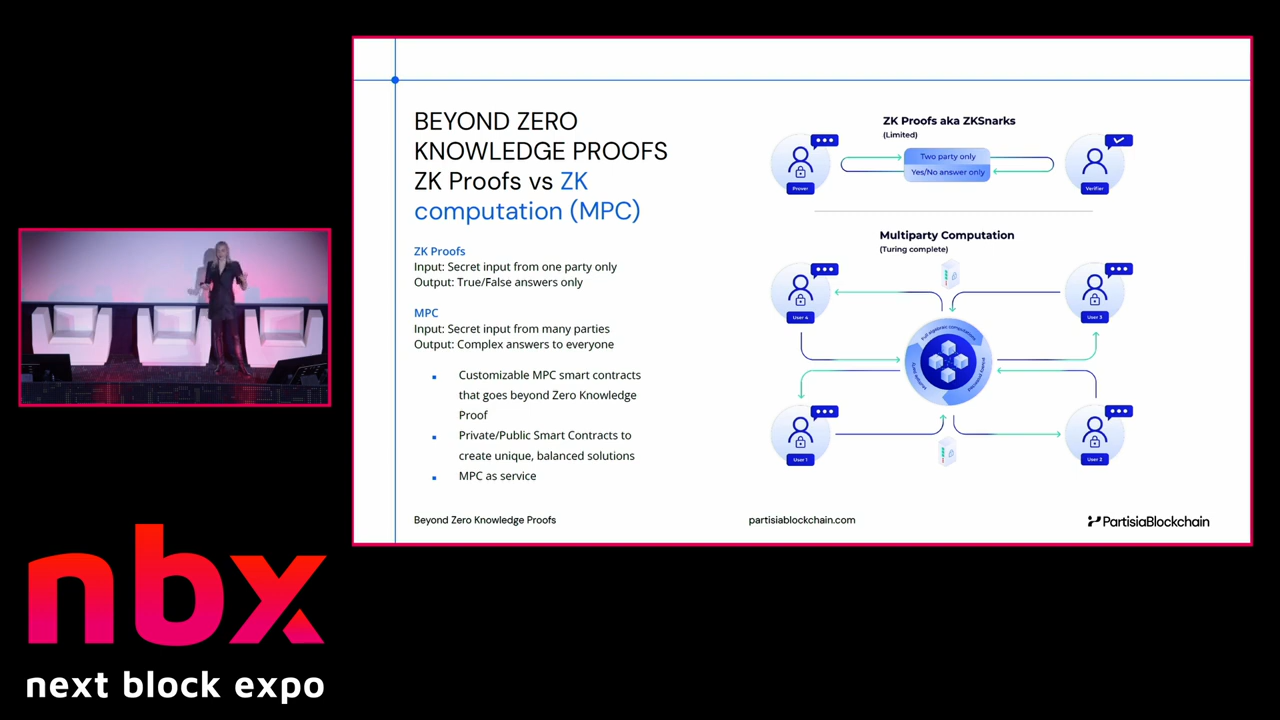 BEYOND ZERO
KNOWLEDGE PROOFS
ZK Proofs vs ZK
computation (MPC)
ZK Proofs
Input: Secret input from one party only
Output: True/False answers only
MPC
Input: Secret input from many parties
Output: Complex answers to everyone
Customizable MPC smart contracts
that goes beyond Zero Knowledge
Proof
Private/Public Smart Contracts to
create unique, balanced solutions
MPC as service
ZK Proofs aka ZKSnarks
(Limited)
Two party only
Yes/No answer only
Prover
Verifier
Multiparty Computation
(Turing complete)
User 4
User 3
User 1
User 2
Beyond Zero Knowledge Proofs
partisiablockchain.com
PartisiaBlockchain
nbx
next block expo